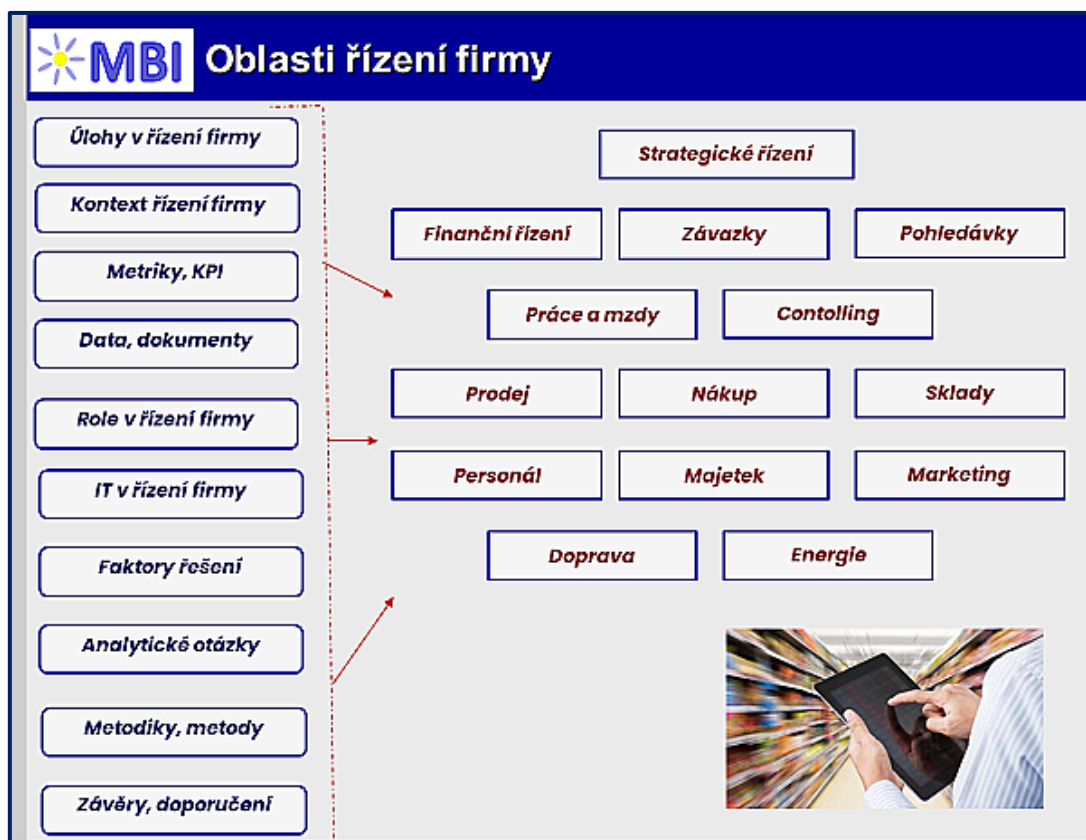 MBI Oblasti řízení firmy
Úlohy v řízení firmy
Kontext řízení firmy
Metriky, KPI
Data, dokumenty
Role v řízení firmy
IT v řízení firmy
Faktory řešení
Analytické otázky
Metodiky, metody
Závěry, doporučení
Strategické řízení
Finanční řízení
Závazky
Pohledávky
Práce a mzdy
Contolling
Prodej
Nákup
Sklady
Personál
Majetek
Marketing
Doprava
Energie